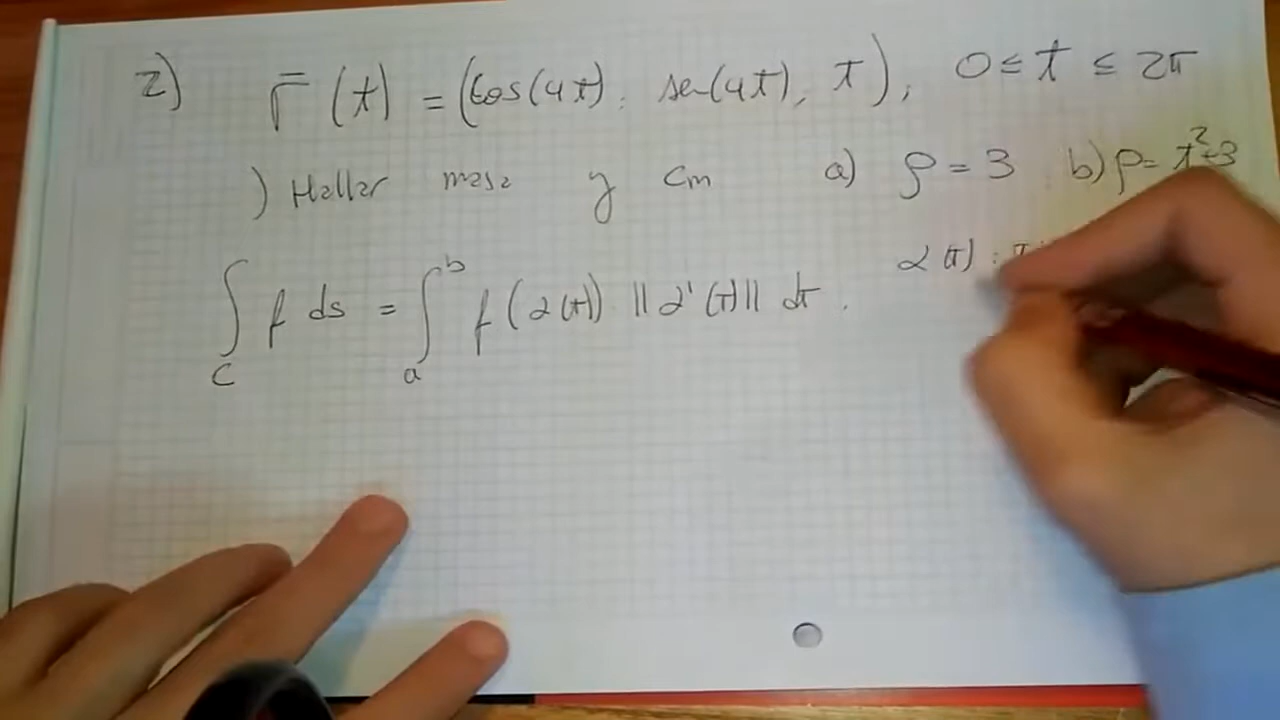 2) r̄(t) = (cos(4t), sen(4t), t), 0 ≤ t ≤ 2π
) Hallar masa y cm a) ρ = 3 b) ρ = t²+3
α(t) :
∫_C f ds = ∫_a^b f(α(t)) ||α'(t)|| dt.